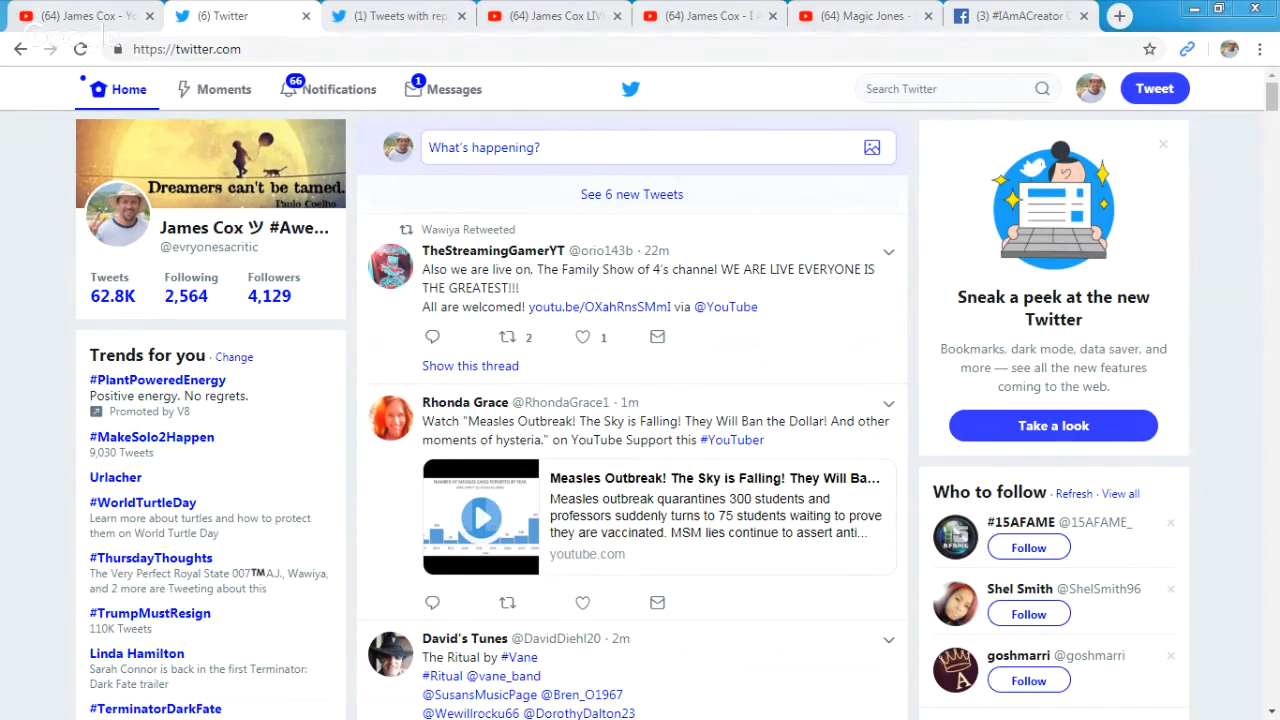 (64) James Cox - Yo
(6) Twitter
(1) Tweets with rep
(64) James Cox LIV
(64) James Cox - I A
(64) Magic Jones -
(3) #IAmACreator C
https://twitter.com
Home
Moments
66
Notifications
1
Messages
Search Twitter
Tweet
Dreamers can't be tamed.
Paulo Coelho
James Cox ツ #Awe...
@evryonesacritic
Tweets Following Followers
62.8K 2,564 4,129
Trends for you · Change
#PlantPoweredEnergy
Positive energy. No regrets.
Promoted by V8
#MakeSolo2Happen
9,030 Tweets
Urlacher
#WorldTurtleDay
Learn more about turtles and how to protect
them on World Turtle Day
#ThursdayThoughts
The Very Perfect Royal State 007™️A.J., Wawiya,
and 2 more are Tweeting about this
#TrumpMustResign
110K Tweets
Linda Hamilton
Sarah Connor is back in the first Terminator:
Dark Fate trailer
#TerminatorDarkFate
What's happening?
See 6 new Tweets
Wawiya Retweeted
TheStreamingGamerYT @orio143b · 22m
Also we are live on, The Family Show of 4's channel WE ARE LIVE EVERYONE IS
THE GREATEST!!!
All are welcomed! youtu.be/OXahRnsSMmI via @YouTube
2
1
Show this thread
Rhonda Grace @RhondaGrace1 · 1m
Watch "Measles Outbreak! The Sky is Falling! They Will Ban the Dollar! And other
moments of hysteria." on YouTube Support this #YouTuber
NUMBER OF MEASLES CASES REPORTED BY YEAR
Measles Outbreak! The Sky is Falling! They Will Ba...
Measles outbreak quarantines 300 students and
professors suddenly turns to 75 students waiting to prove
they are vaccinated. MSM lies continue to assert anti...
youtube.com
David's Tunes @DavidDiehl20 · 2m
The Ritual by #Vane
#Ritual @vane_band
@SusansMusicPage @Bren_O1967
@Wewillrocku66 @DorothyDalton23
Sneak a peek at the new
Twitter
Bookmarks, dark mode, data saver, and
more — see all the new features
coming to the web.
Take a look
Who to follow · Refresh · View all
#15AFAME @15AFAME_
Follow
Shel Smith @ShelSmith96
Follow
goshmarri @goshmarri
Follow